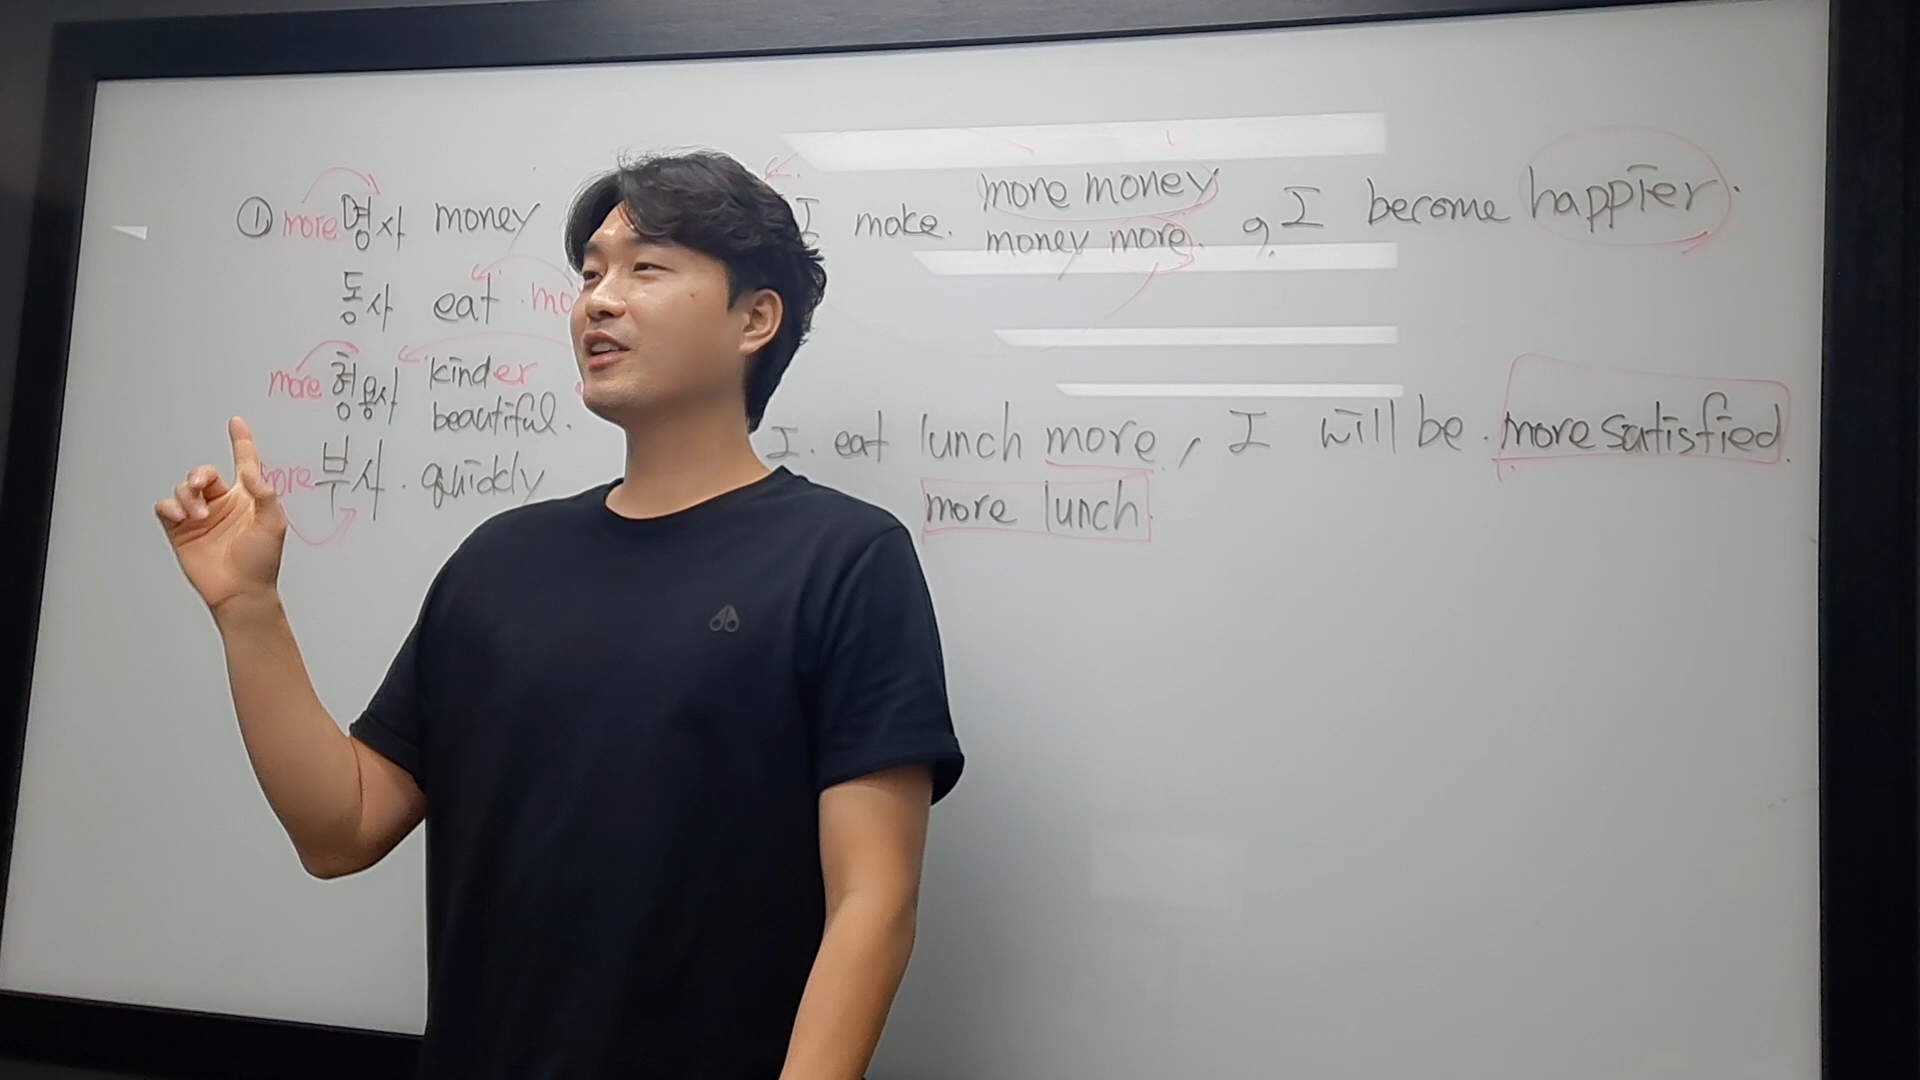 ① more 명사 money
동사 eat mo
more 형용사 kinder
beautiful.
more 부사. quickly
I make. more money
money more. , I become happier.
I. eat lunch more, I will be. more satisfied.
more lunch.